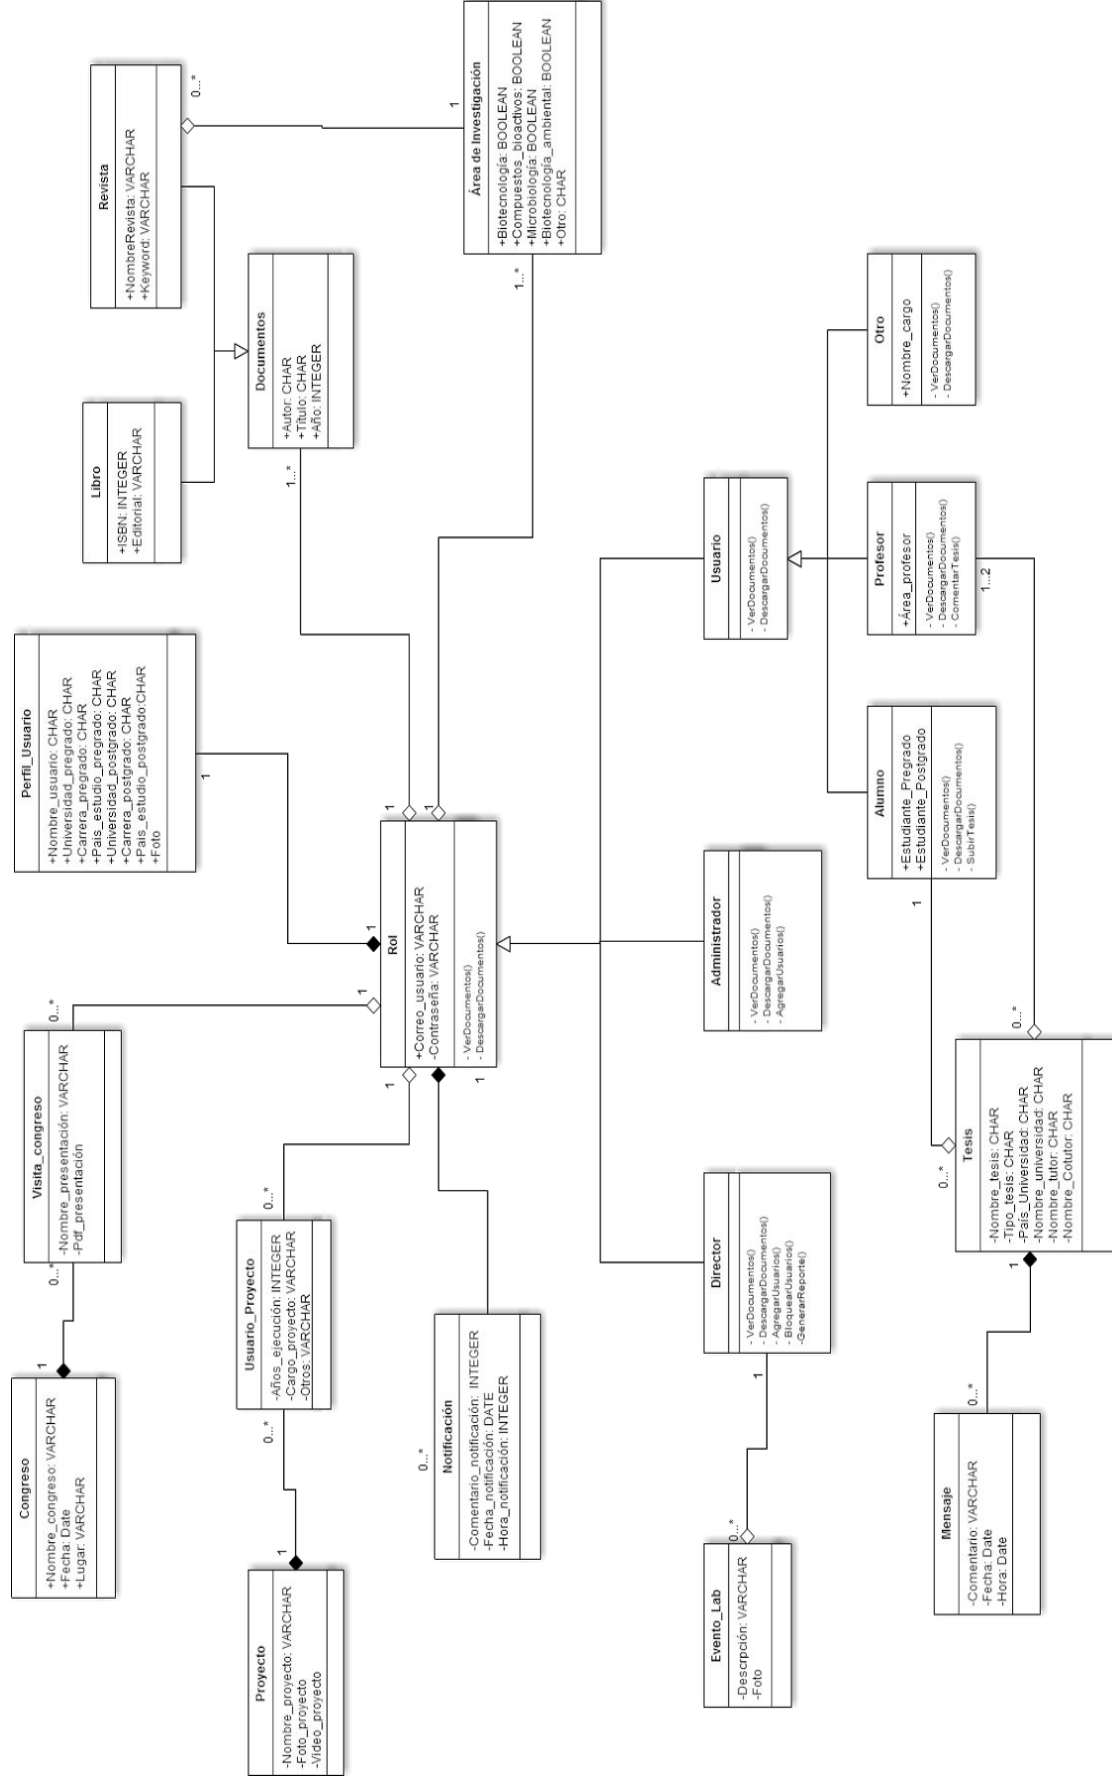 Congreso
+Nombre_congreso: VARCHAR
+Fecha: Date
+Lugar: VARCHAR
1
0...*
Visita_congreso
-Nombre_presentación: VARCHAR
-Pdf_presentación
0...*
1
Perfil_Usuario
+Nombre_usuario: CHAR
+Universidad_pregrado: CHAR
+Carrera_pregrado: CHAR
+País_estudio_pregrado: CHAR
+Universidad_postgrado: CHAR
+Carrera_postgrado: CHAR
+País_estudio_postgrado:CHAR
+Foto
1
1
Libro
+ISBN: INTEGER
+Editorial: VARCHAR
Revista
+NombreRevista: VARCHAR
+Keyword: VARCHAR
0...*
1
Proyecto
-Nombre_proyecto: VARCHAR
-Foto_proyecto
-Video_proyecto
1
0...*
Usuario_Proyecto
-Años_ejecución: INTEGER
-Cargo_proyecto: VARCHAR
-Otros: VARCHAR
0...*
1
Documentos
+Autor: CHAR
+Título: CHAR
+Año: INTEGER
1...*
1
Rol
+Correo_usuario: VARCHAR
-Contraseña: VARCHAR
- VerDocumentos()
- DescargarDocumentos()
1
1
Área de Investigación
+Biotecnología: BOOLEAN
+Compuestos_bioactivos: BOOLEAN
+Microbiología: BOOLEAN
+Biotecnología_ambiental: BOOLEAN
+Otro: CHAR
1...*
0...*
Notificación
-Comentario_notificación: INTEGER
-Fecha_notificación: DATE
-Hora_notificación: INTEGER
Evento_Lab
-Descrpción: VARCHAR
-Foto
0...*
1
Director
- VerDocumentos()
- DescargarDocumentos()
- AgregarUsuarios()
- BloquearUsuarios()
-GenerarReporte()
Administrador
- VerDocumentos()
- DescargarDocumentos()
- AgregarUsuarios()
Usuario
- VerDocumentos()
- DescargarDocumentos()
Alumno
+Estudiante_Pregrado
+Estudiante_Postgrado
- VerDocumentos()
- DescargarDocumentos
- SubirTesis()
1
Profesor
+Área_profesor
- VerDocumentos()
- DescargarDocumentos()
- ComentarTesis()
1...2
Otro
+Nombre_cargo
- VerDocumentos()
- DescargarDocumentos()
Mensaje
-Comentario: VARCHAR
-Fecha: Date
-Hora: Date
0...*
1
0...*
Tesis
-Nombre_tesis: CHAR
-Tipo_tesis: CHAR
-País_Universidad: CHAR
-Nombre_universidad: CHAR
-Nombre_tutor: CHAR
-Nombre_Cotutor: CHAR
0...*